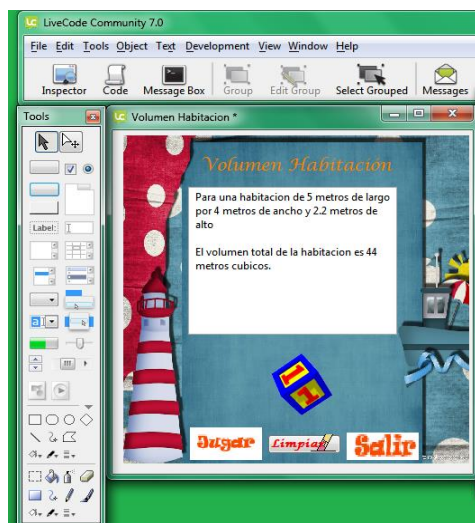 LiveCode Community 7.0
File Edit Tools Object Text Development View Window Help
Inspector Code Message Box Group Edit Group Select Grouped Messages
Tools
Volumen Habitacion *
Label:
Volumen Habitación
Para una habitacion de 5 metros de largo
por 4 metros de ancho y 2.2 metros de
alto
El volumen total de la habitacion es 44
metros cubicos.
1
1
Jugar Limpiar Salir